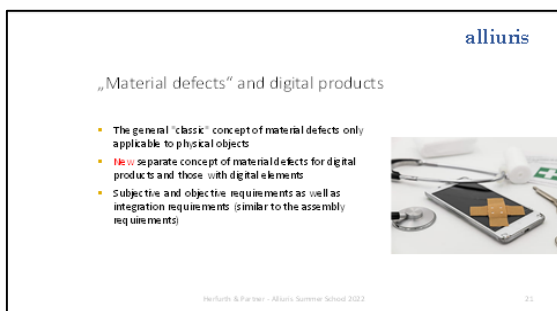 alliuris
„Material defects“ and digital products
The general "classic" concept of material defects only
applicable to physical objects
New separate concept of material defects for digital
products and those with digital elements
Subjective and objective requirements as well as
integration requirements (similar to the assembly
requirements)
Herfurth & Partner - Alliuris Summer School 2022
21